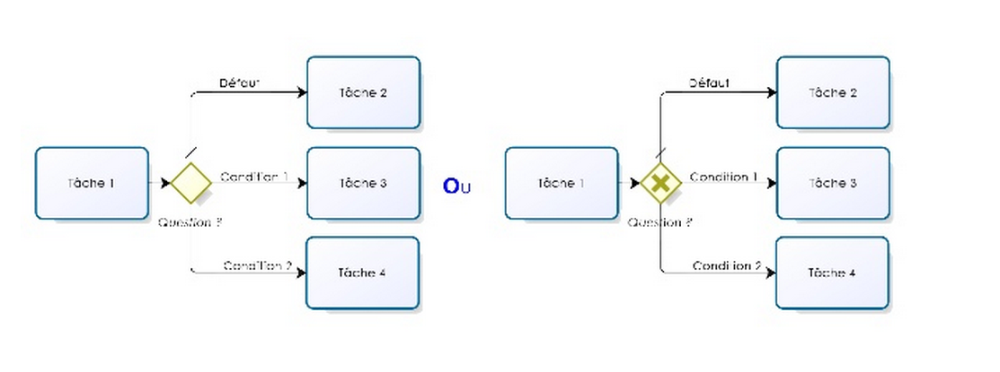 Défaut
Tâche 2
Tâche 1
Condition 1
Tâche 3
Question ?
Condition 2
Tâche 4
Ou
Défaut
Tâche 2
Tâche 1
Condition 1
Tâche 3
Question ?
Condition 2
Tâche 4